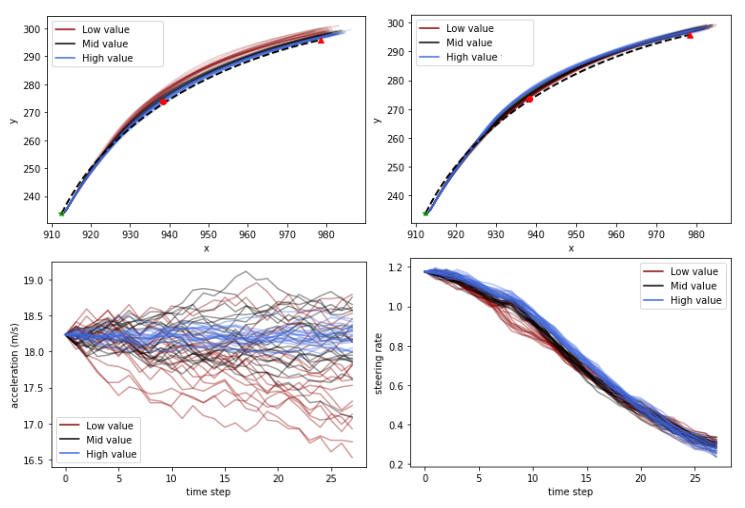 300
290
280
270
260
250
240
y
Low value
Mid value
High value
910
920
930
940
950
960
970
980
x
300
290
280
270
260
250
240
y
Low value
Mid value
High value
910
920
930
940
950
960
970
980
x
19.0
18.5
18.0
17.5
17.0
16.5
acceleration (m/s)
Low value
Mid value
High value
0
5
10
15
20
25
time step
1.2
1.0
0.8
0.6
0.4
0.2
steering rate
Low value
Mid value
High value
0
5
10
15
20
25
time step